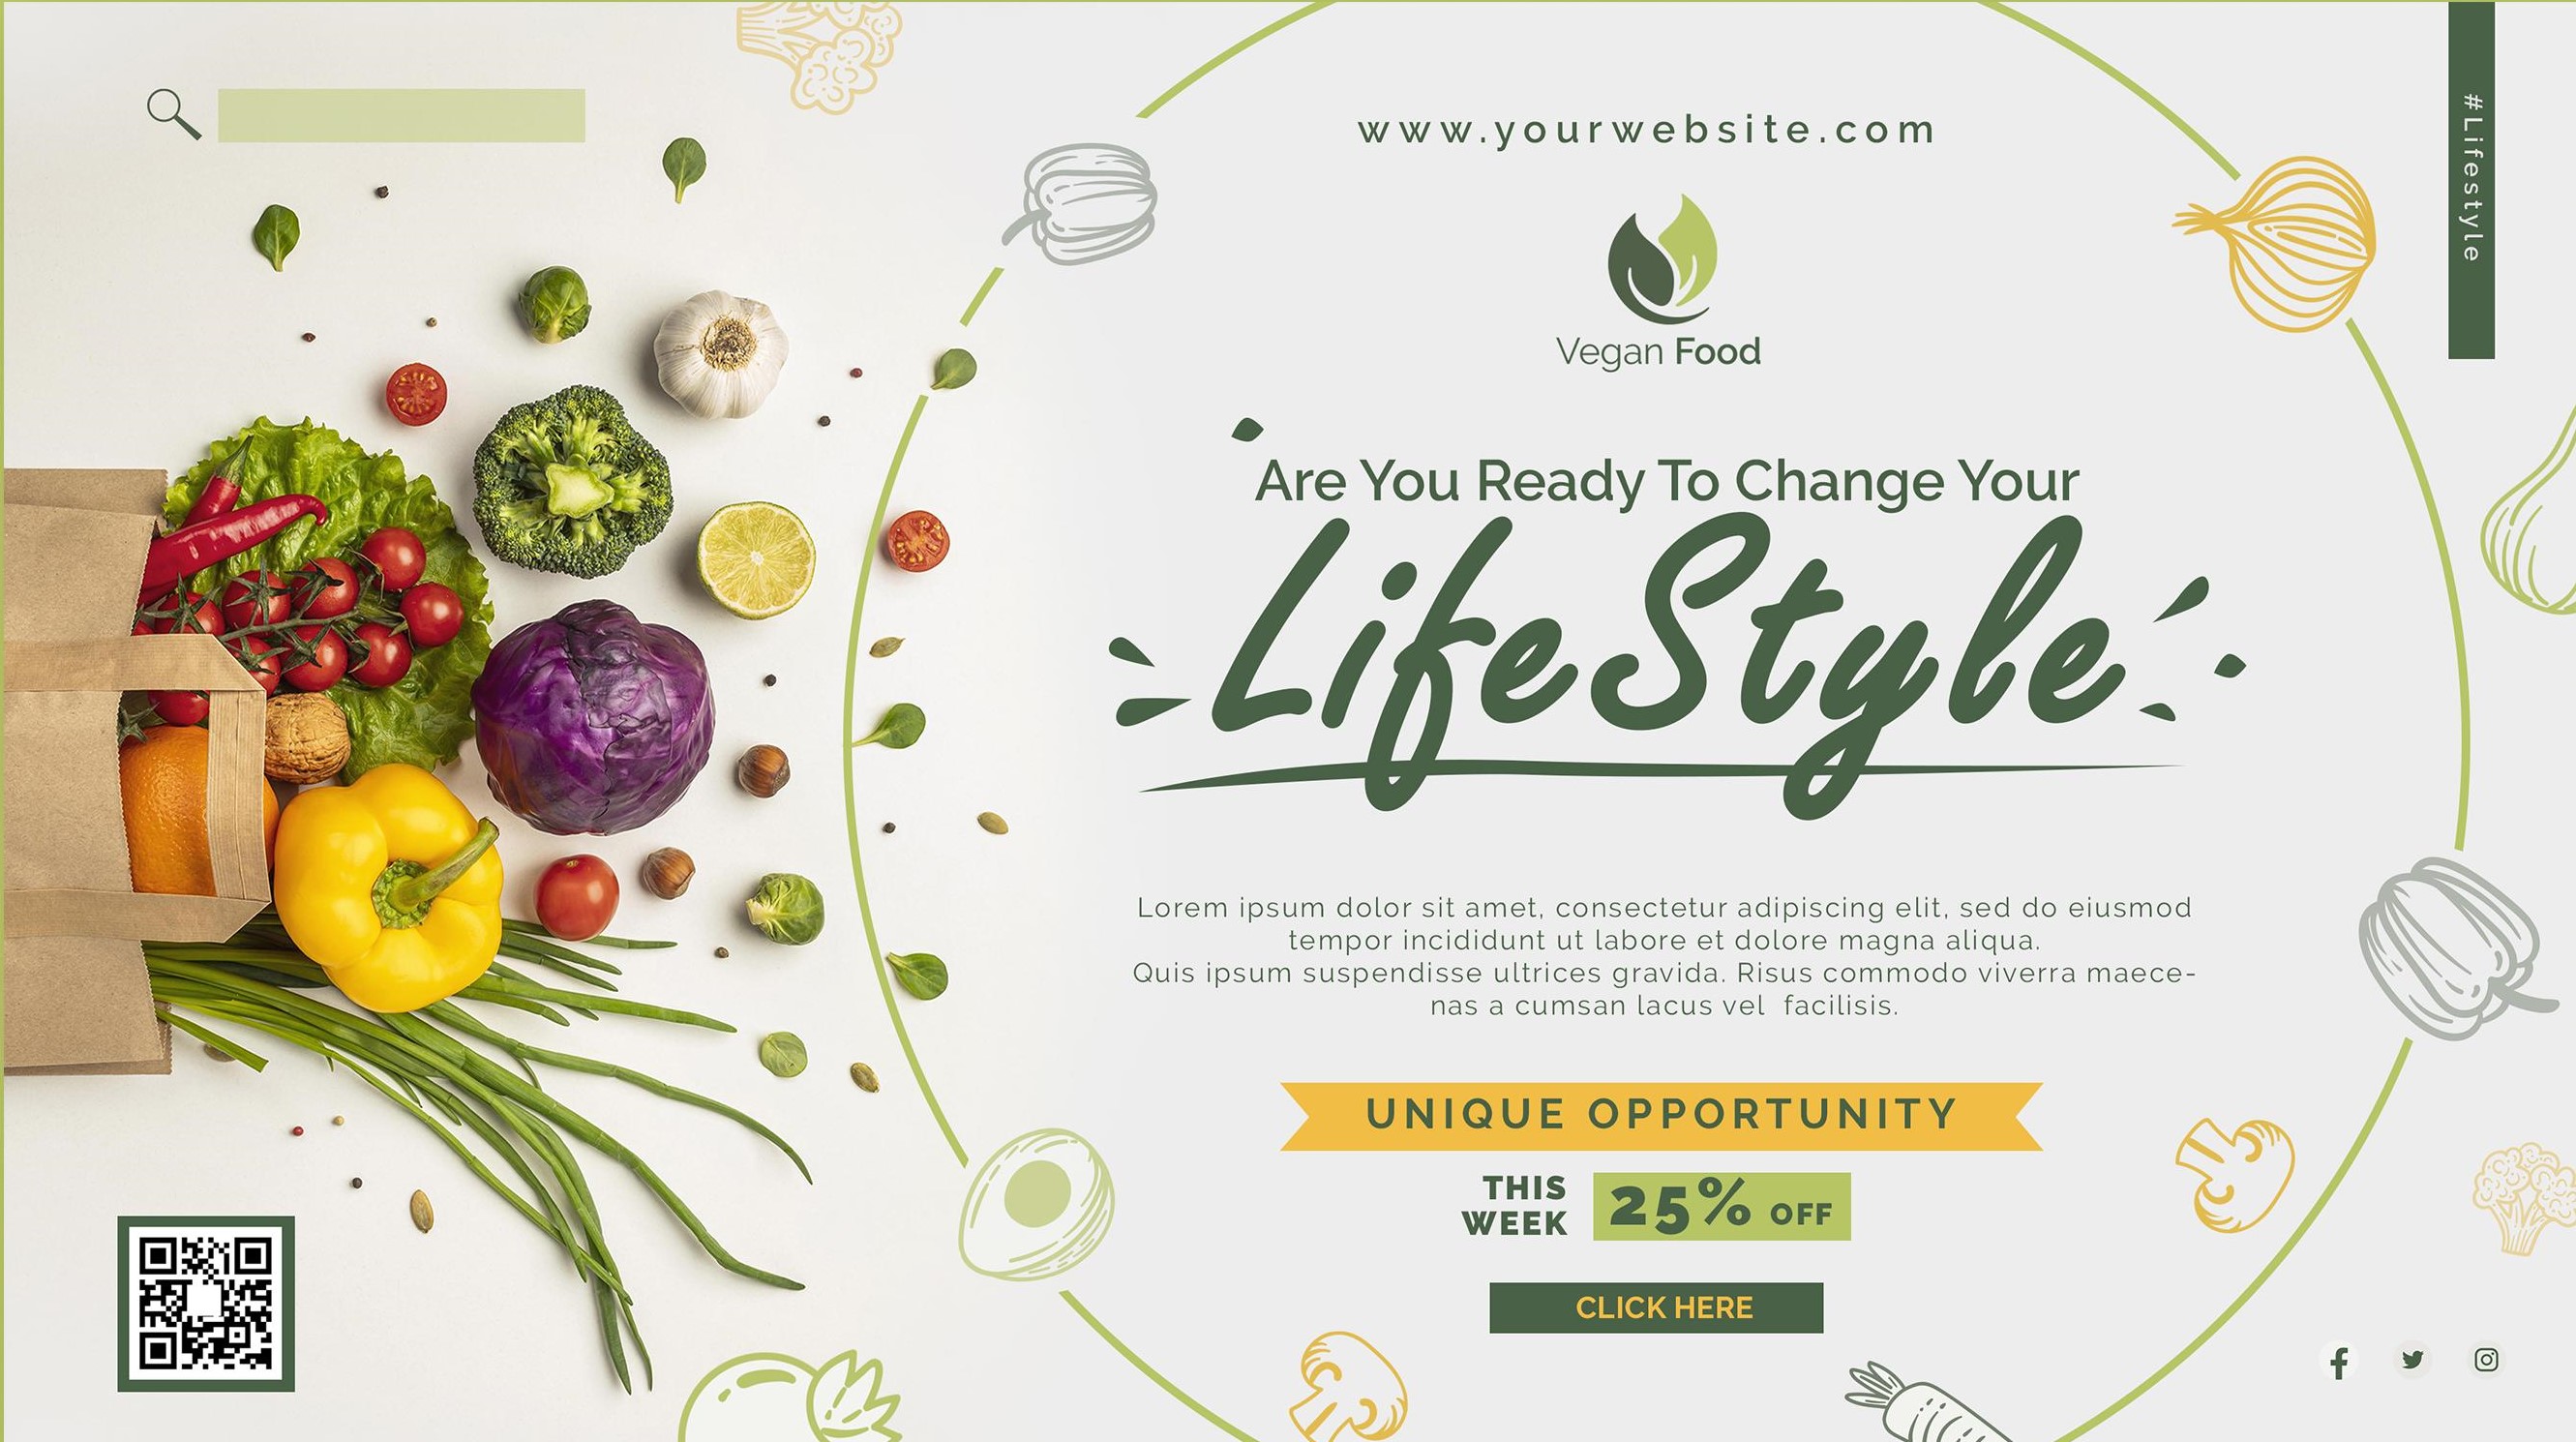 www.yourwebsite.com
#Lifestyle
Vegan Food
Are You Ready To Change Your
LifeStyle
Lorem ipsum dolor sit amet, consectetur adipiscing elit, sed do eiusmod
tempor incididunt ut labore et dolore magna aliqua.
Quis ipsum suspendisse ultrices gravida. Risus commodo viverra maece-
nas a cumsan lacus vel facilisis.
UNIQUE OPPORTUNITY
THIS
WEEK
25% OFF
CLICK HERE